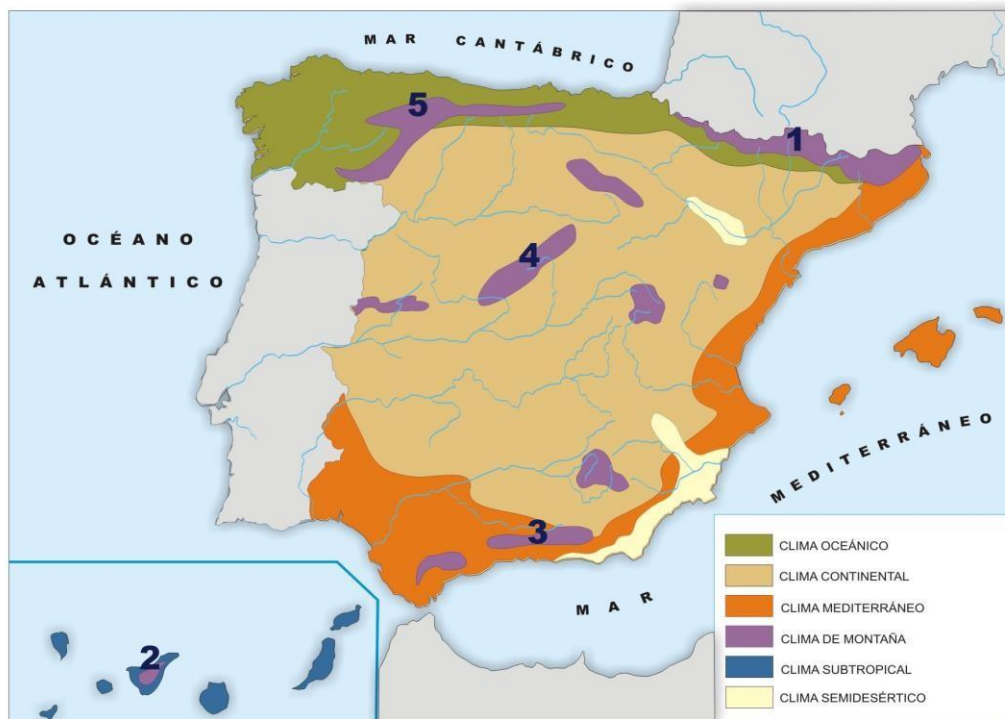 MAR CANTÁBRICO
5
1
OCÉANO
ATLÁNTICO
4
MEDITERRÁNEO
3
MAR
2
CLIMA OCEÁNICO
CLIMA CONTINENTAL
CLIMA MEDITERRÁNEO
CLIMA DE MONTAÑA
CLIMA SUBTROPICAL
CLIMA SEMIDESÉRTICO